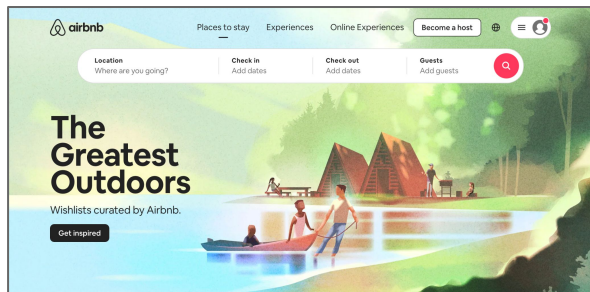 airbnb
Places to stay Experiences Online Experiences Become a host
Location Check in Check out Guests
Where are you going? Add dates Add dates Add guests
The
Greatest
Outdoors
Wishlists curated by Airbnb.
Get inspired